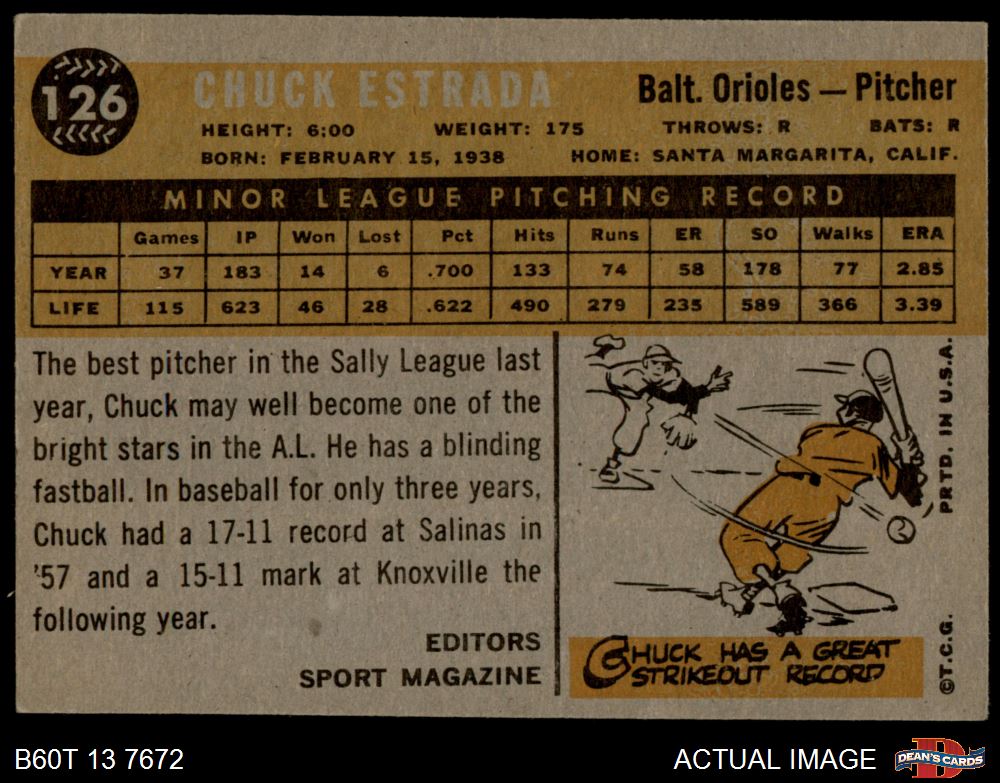 126
CHUCK ESTRADA
Balt. Orioles — Pitcher
HEIGHT: 6:00 WEIGHT: 175 THROWS: R BATS: R
BORN: FEBRUARY 15, 1938 HOME: SANTA MARGARITA, CALIF.
MINOR LEAGUE PITCHING RECORD
Games IP Won Lost Pct Hits Runs ER SO Walks ERA
YEAR 37 183 14 6 .700 133 74 58 178 77 2.85
LIFE 115 623 46 28 .622 490 279 235 589 366 3.39
The best pitcher in the Sally League last
year, Chuck may well become one of the
bright stars in the A.L. He has a blinding
fastball. In baseball for only three years,
Chuck had a 17-11 record at Salinas in
'57 and a 15-11 mark at Knoxville the
following year.
EDITORS
SPORT MAGAZINE
CHUCK HAS A GREAT
STRIKEOUT RECORD
©T.C.G. PRTD. IN U.S.A.
B60T 13 7672
ACTUAL IMAGE
D
DEAN'S CARDS